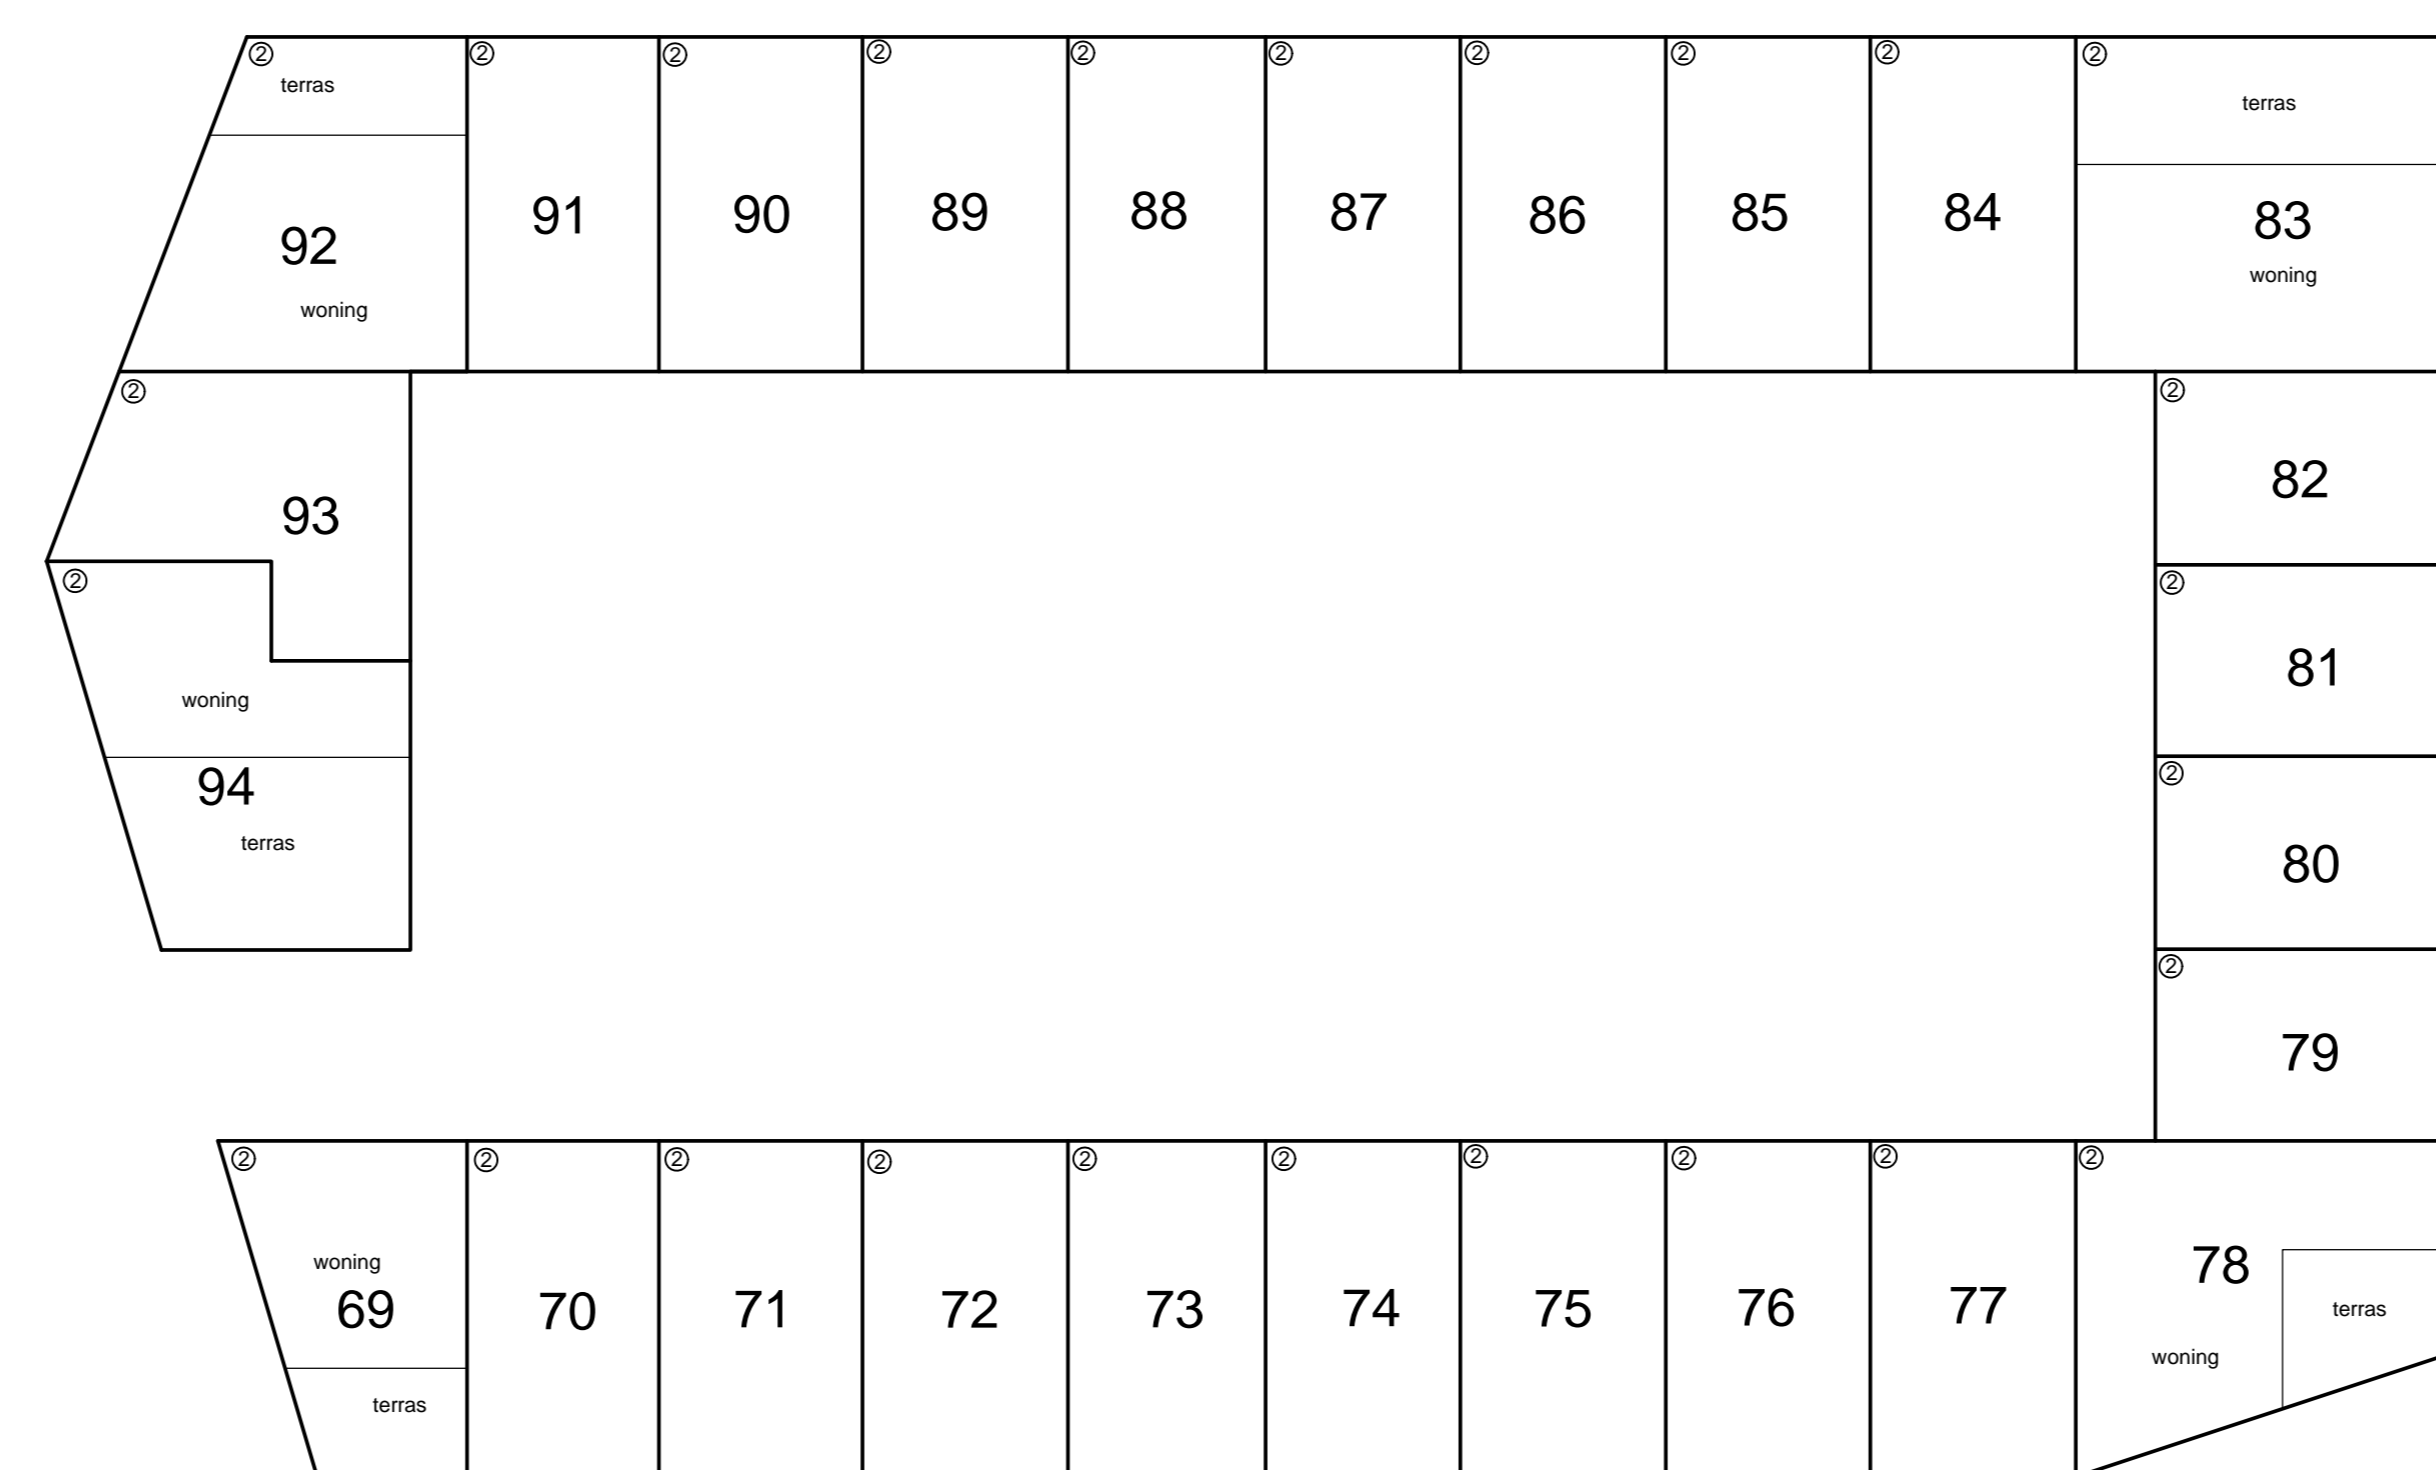 ② ② ② ② ② ② ② ② ② ②
terras terras
91 90 89 88 87 86 85 84 83
92
woning
woning
②
②
82
93
②
②
81
woning
②
94
80
terras
②
79
② ② ② ② ② ② ② ② ② ②
woning
78
69 70 71 72 73 74 75 76 77 terras
woning
terras